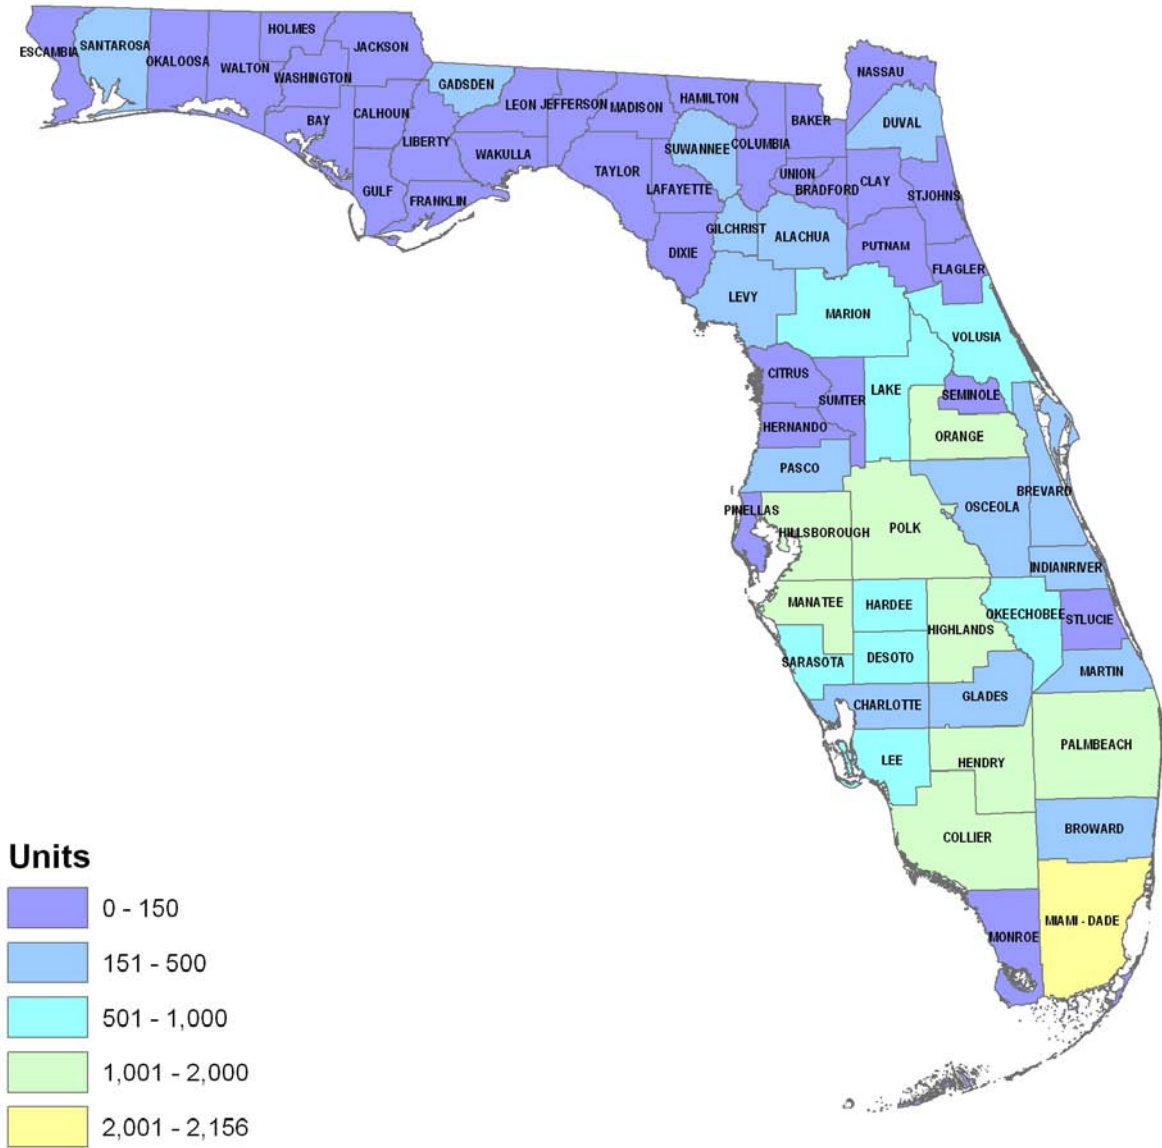 HOLMES
ESCAMBIA
SANTAROSA
OKALOOSA
WALTON
JACKSON
WASHINGTON
NASSAU
GADSDEN
BAY
CALHOUN
LEON
JEFFERSON
MADISON
HAMILTON
BAKER
DUVAL
LIBERTY
WAKULLA
SUWANNEE
COLUMBIA
TAYLOR
UNION
LAFAYETTE
BRADFORD
CLAY
GULF
FRANKLIN
STJOHNS
GILCHRIST
ALACHUA
DIXIE
PUTNAM
FLAGLER
LEVY
MARION
VOLUSIA
CITRUS
SUMTER
LAKE
SEMINOLE
HERNANDO
ORANGE
PASCO
OSCEOLA
BREVARD
PINELLAS
HILLSBOROUGH
POLK
INDIANRIVER
MANATEE
HARDEE
HIGHLANDS
OKEECHOBEE
STLUCIE
SARASOTA
DESOTO
MARTIN
CHARLOTTE
GLADES
LEE
HENDRY
PALMBEACH
COLLIER
BROWARD
MIAMI - DADE
MONROE
Units
0 - 150
151 - 500
501 - 1,000
1,001 - 2,000
2,001 - 2,156